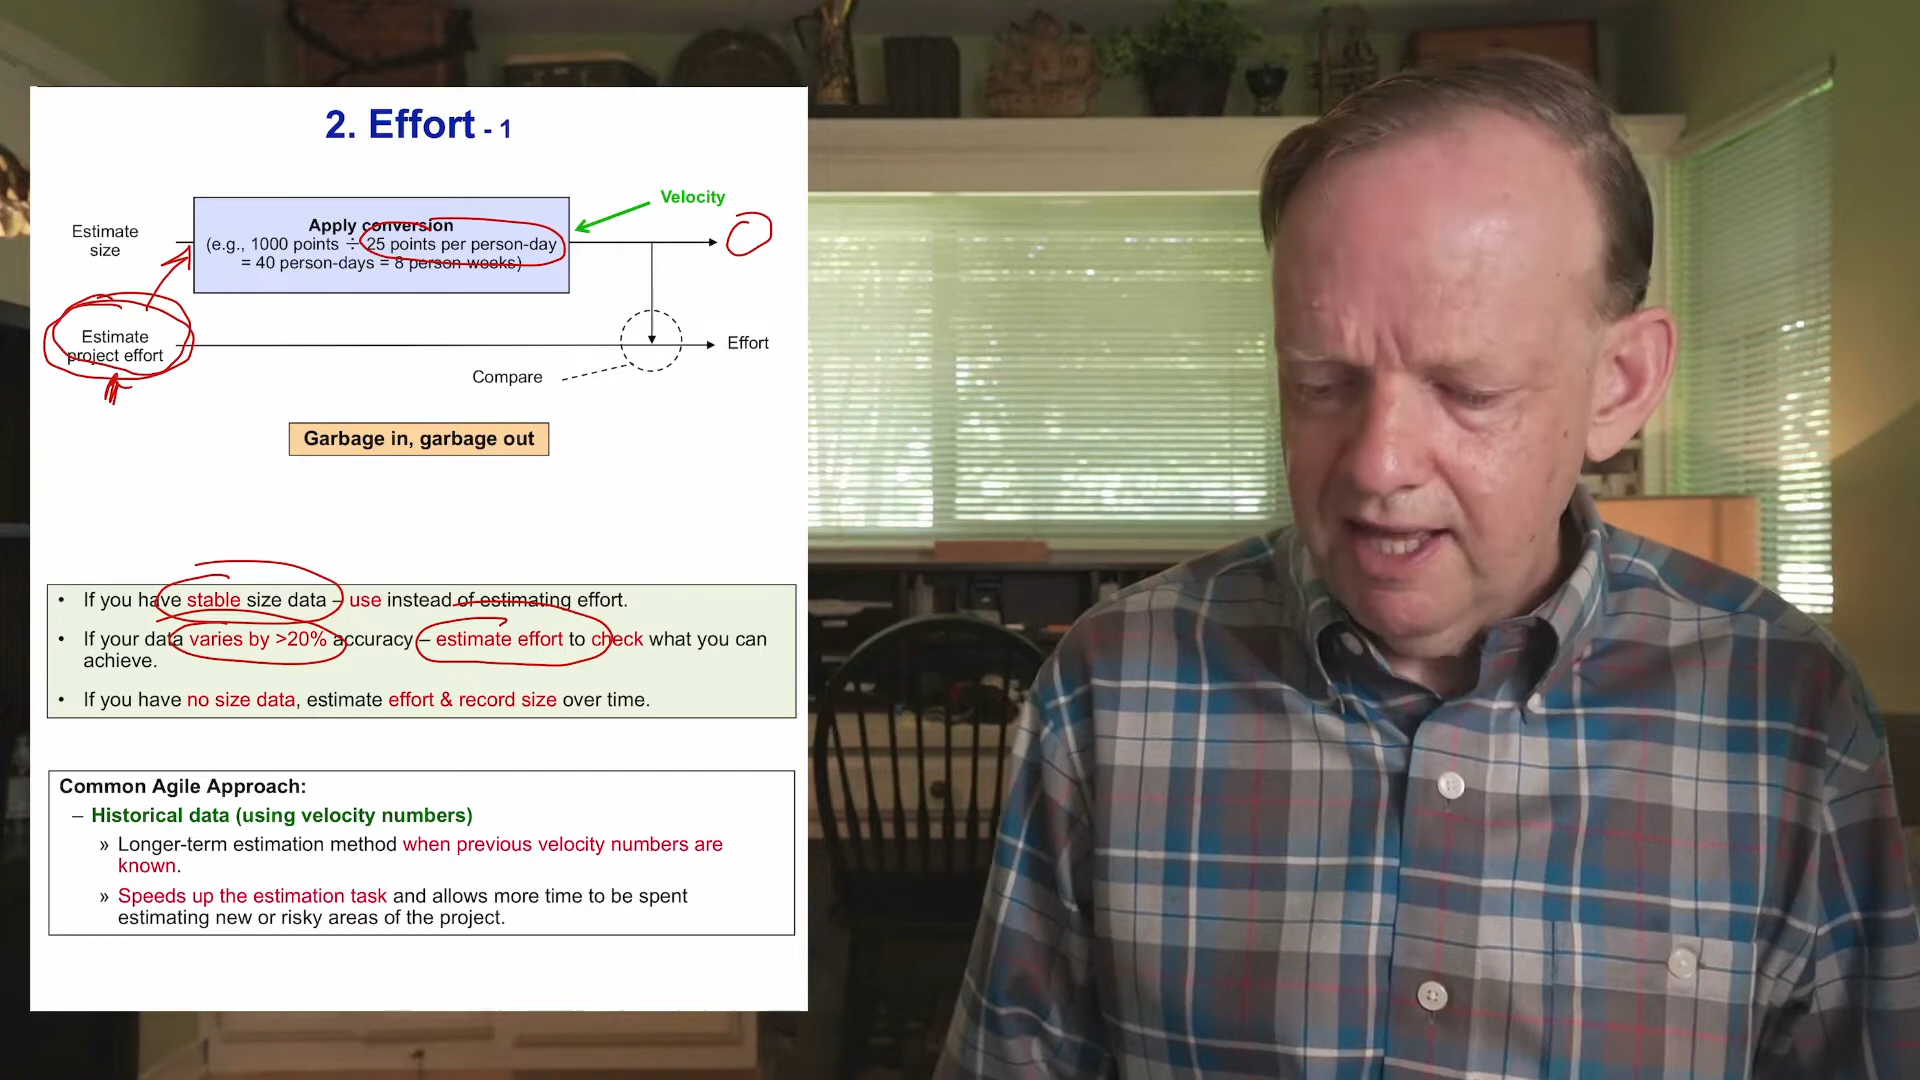 2. Effort - 1
Velocity
Estimate
size
Apply conversion
(e.g., 1000 points ÷ 25 points per person-day
= 40 person-days = 8 person-weeks)
Estimate
project effort
Effort
Compare
Garbage in, garbage out
• If you have stable size data – use instead of estimating effort.
• If your data varies by >20% accuracy – estimate effort to check what you can
achieve.
• If you have no size data, estimate effort & record size over time.
Common Agile Approach:
– Historical data (using velocity numbers)
» Longer-term estimation method when previous velocity numbers are
known.
» Speeds up the estimation task and allows more time to be spent
estimating new or risky areas of the project.